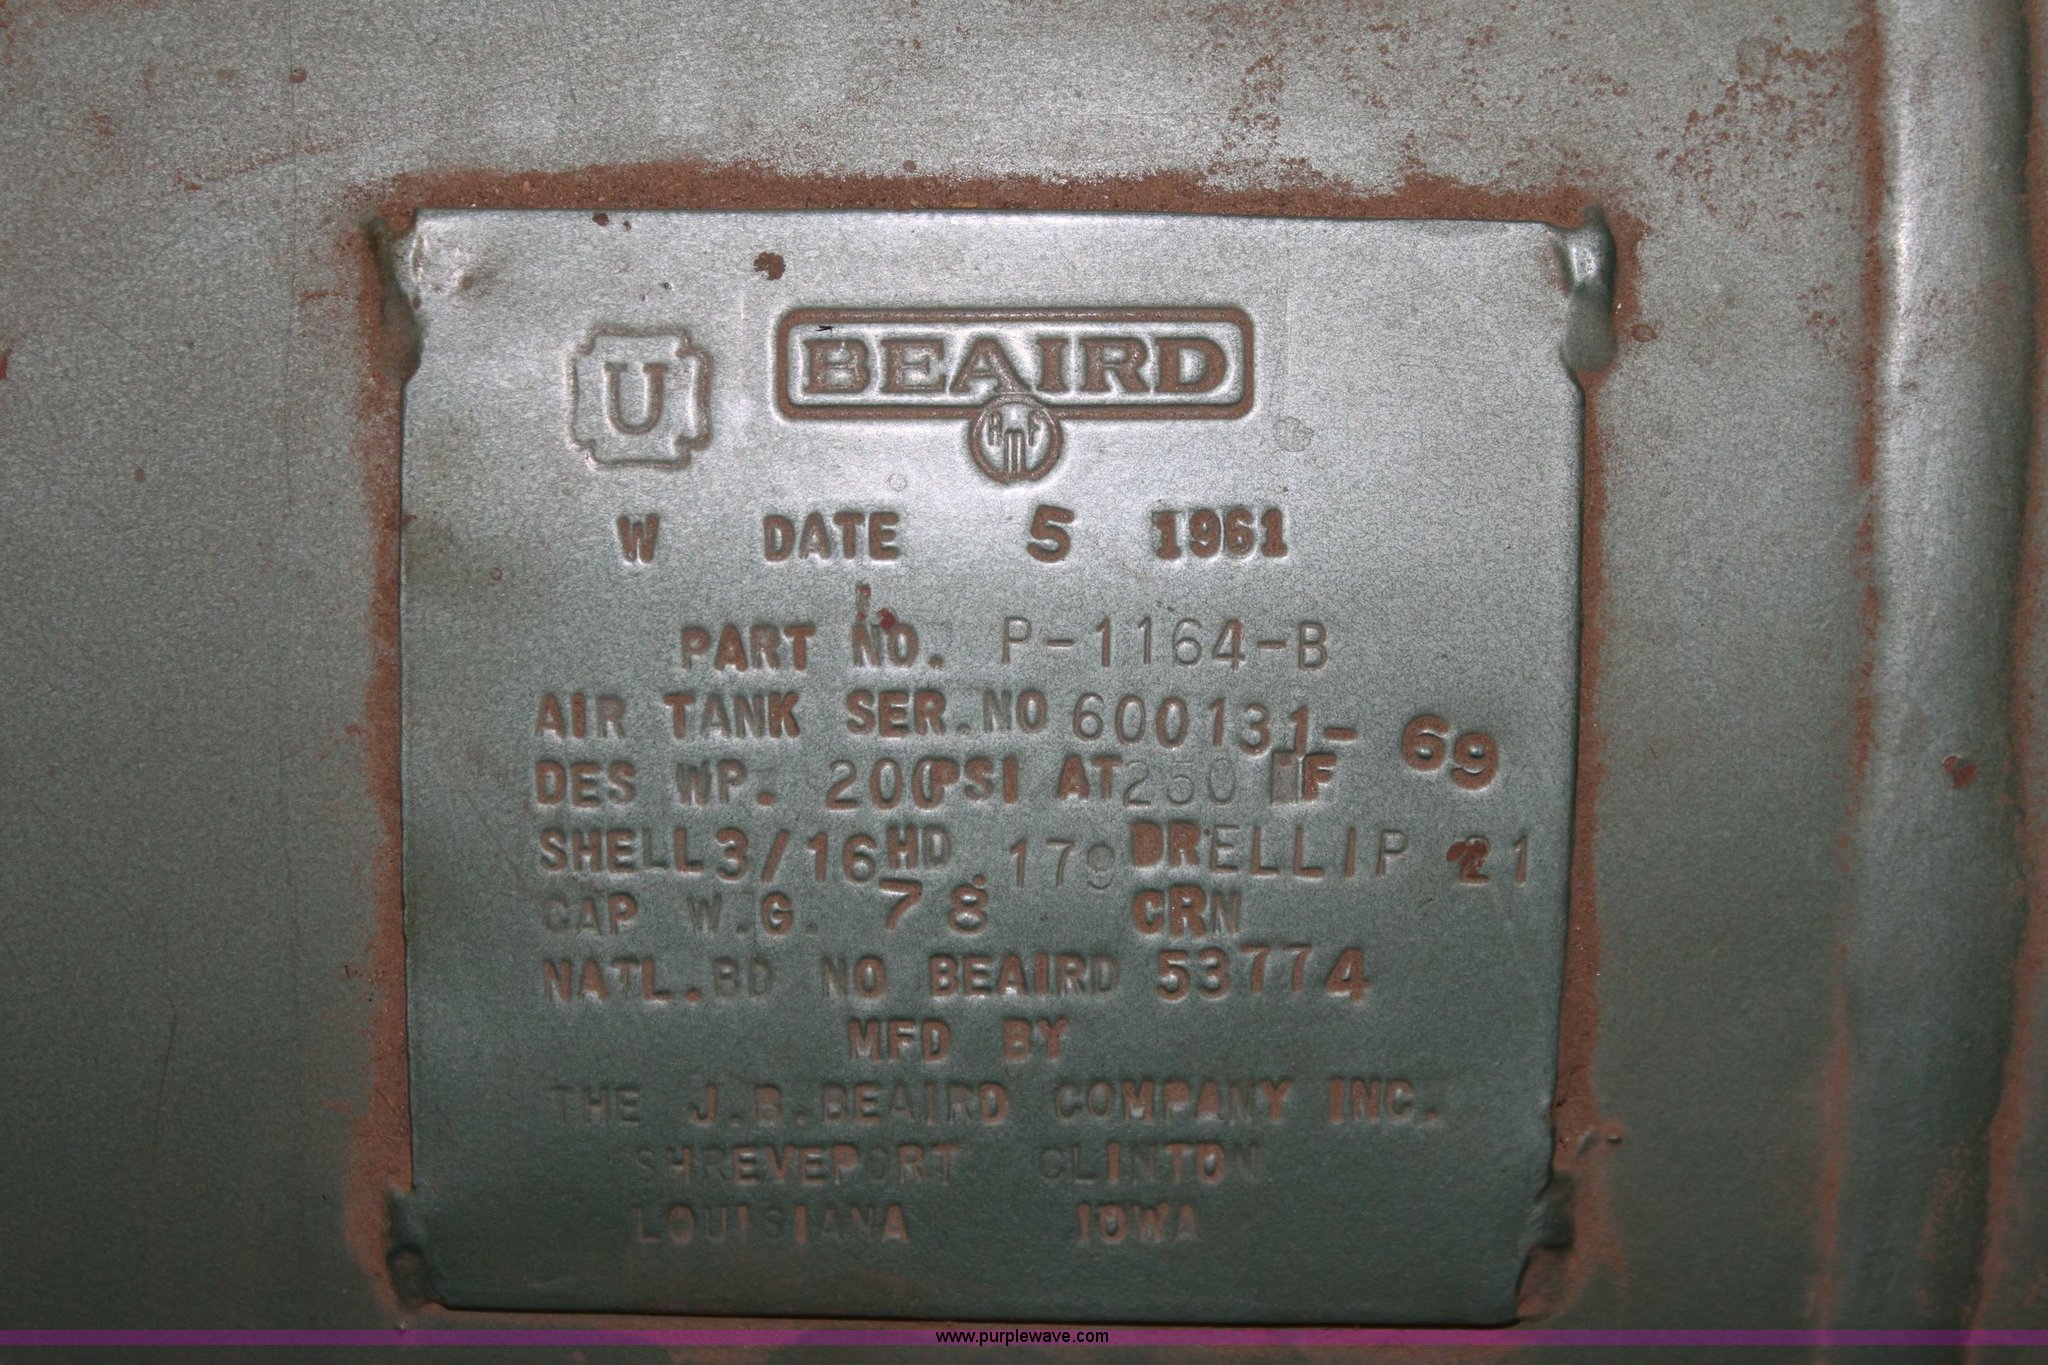 U BEAIRD
W DATE 5 1961
PART NO. P-1164-B
AIR TANK SER.NO 600131-69
DES WP. 200PSI AT 250 F
SHELL 3/16 HD .179 DR ELLIP 21
CAP W.G. 78 CRN
NATL.BD NO BEAIRD 53774
MFD BY
THE J.B.BEAIRD COMPANY INC.
SHREVEPORT CLINTON
LOUISIANA IOWA
www.purplewave.com